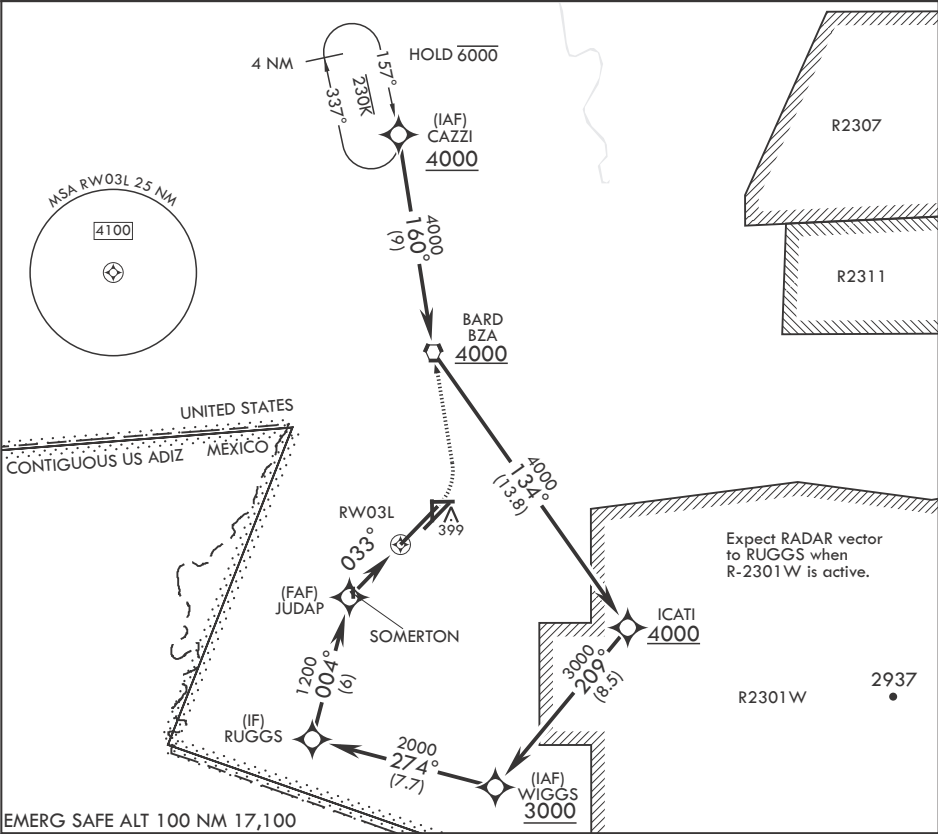 4 NM
HOLD 6000
157°
230K
337°
(IAF)
CAZZI
4000
R2307
MSA RW03L 25 NM
4100
4000
160°
(9)
R2311
BARD
BZA
4000
UNITED STATES
MEXICO
CONTIGUOUS US ADIZ
4000
134°
(13.8)
RW03L
399
033°
Expect RADAR vector
to RUGGS when
R-2301W is active.
(FAF)
JUDAP
SOMERTON
ICATI
4000
1200
004°
(6)
3000
209°
(8.5)
2937
R2301W
(IF)
RUGGS
2000
274°
(7.7)
(IAF)
WIGGS
3000
EMERG SAFE ALT 100 NM 17,100